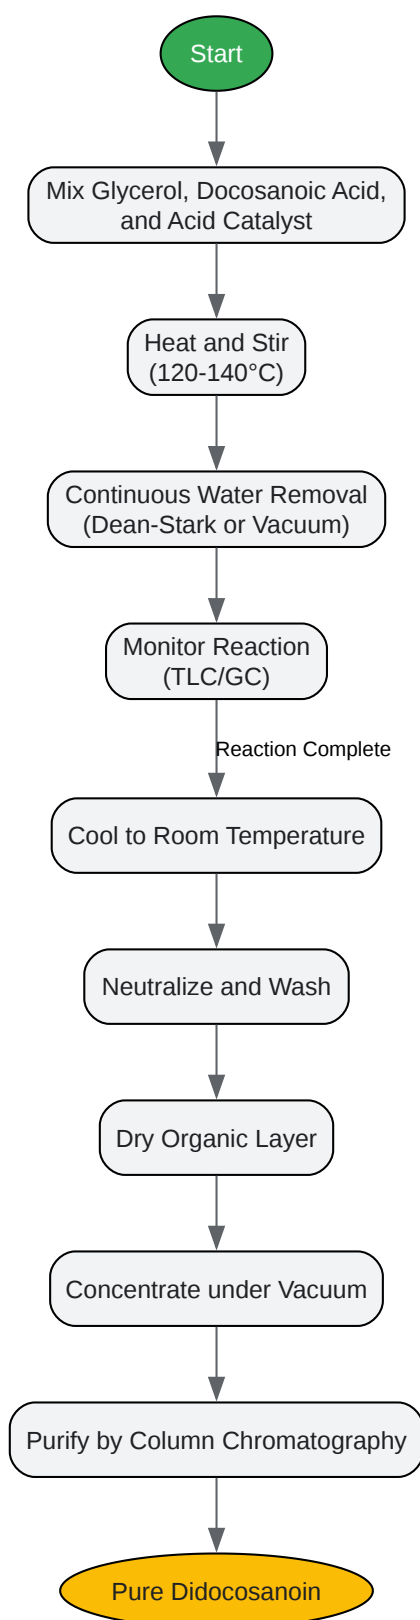 Start
Mix Glycerol, Docosanoic Acid,
and Acid Catalyst
Heat and Stir
(120-140°C)
Continuous Water Removal
(Dean-Stark or Vacuum)
Monitor Reaction
(TLC/GC)
Reaction Complete
Cool to Room Temperature
Neutralize and Wash
Dry Organic Layer
Concentrate under Vacuum
Purify by Column Chromatography
Pure Didocosanoin